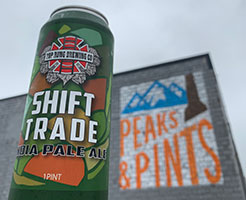 TOP RUNG BREWING CO
SHIFT
TRADE
INDIA PALE ALE
1 PINT
PEAKS
& PINTS